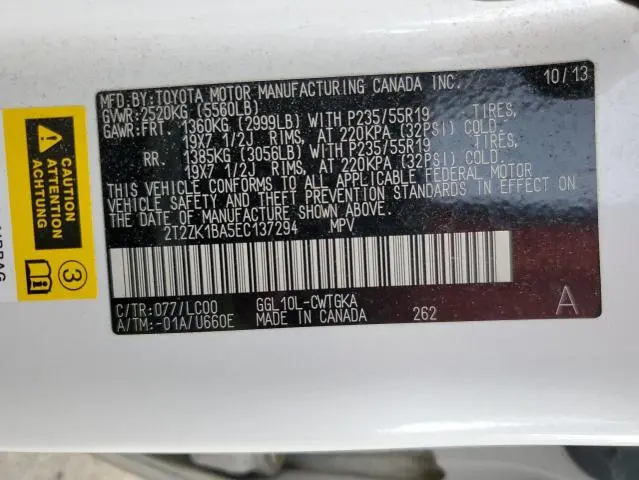 MFD.BY:TOYOTA MOTOR MANUFACTURING CANADA INC. 10/13
GVWR:2520KG (5560LB)
GAWR:FRT. 1360KG (2999LB) WITH P235/55R19 TIRES,
19X7 1/2J RIMS, AT 220KPA (32PSI) COLD.
RR. 1385KG (3056LB) WITH P235/55R19 TIRES,
19X7 1/2J RIMS, AT 220KPA (32PSI) COLD.
THIS VEHICLE CONFORMS TO ALL APPLICABLE FEDERAL MOTOR
VEHICLE SAFETY AND THEFT PREVENTION STANDARDS IN EFFECT ON
THE DATE OF MANUFACTURE SHOWN ABOVE.
2T2ZK1BA5EC137294 MPV
C/TR:077/LC00 GGL10L-CWTGKA A
A/TM:-01A/U660E MADE IN CANADA 262
AIRBAG
3